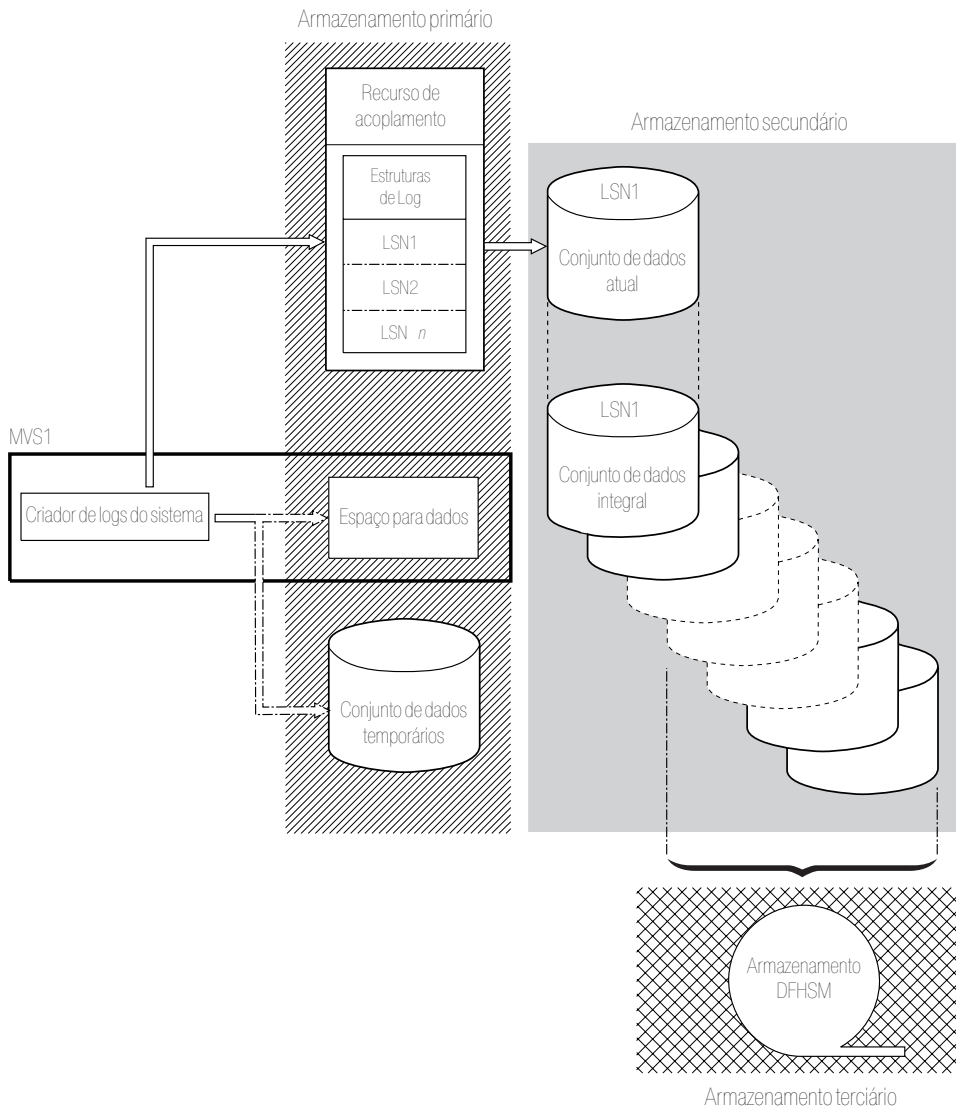 Armazenamento primário
Recurso de
acoplamento
Estruturas
de Log
LSN1
LSN2
LSN n
Armazenamento secundário
LSN1
Conjunto de dados
atual
LSN1
Conjunto de dados
integral
MVS1
Criador de logs do sistema
Espaço para dados
Conjunto de dados
temporários
Armazenamento
DFHSM
Armazenamento terciário